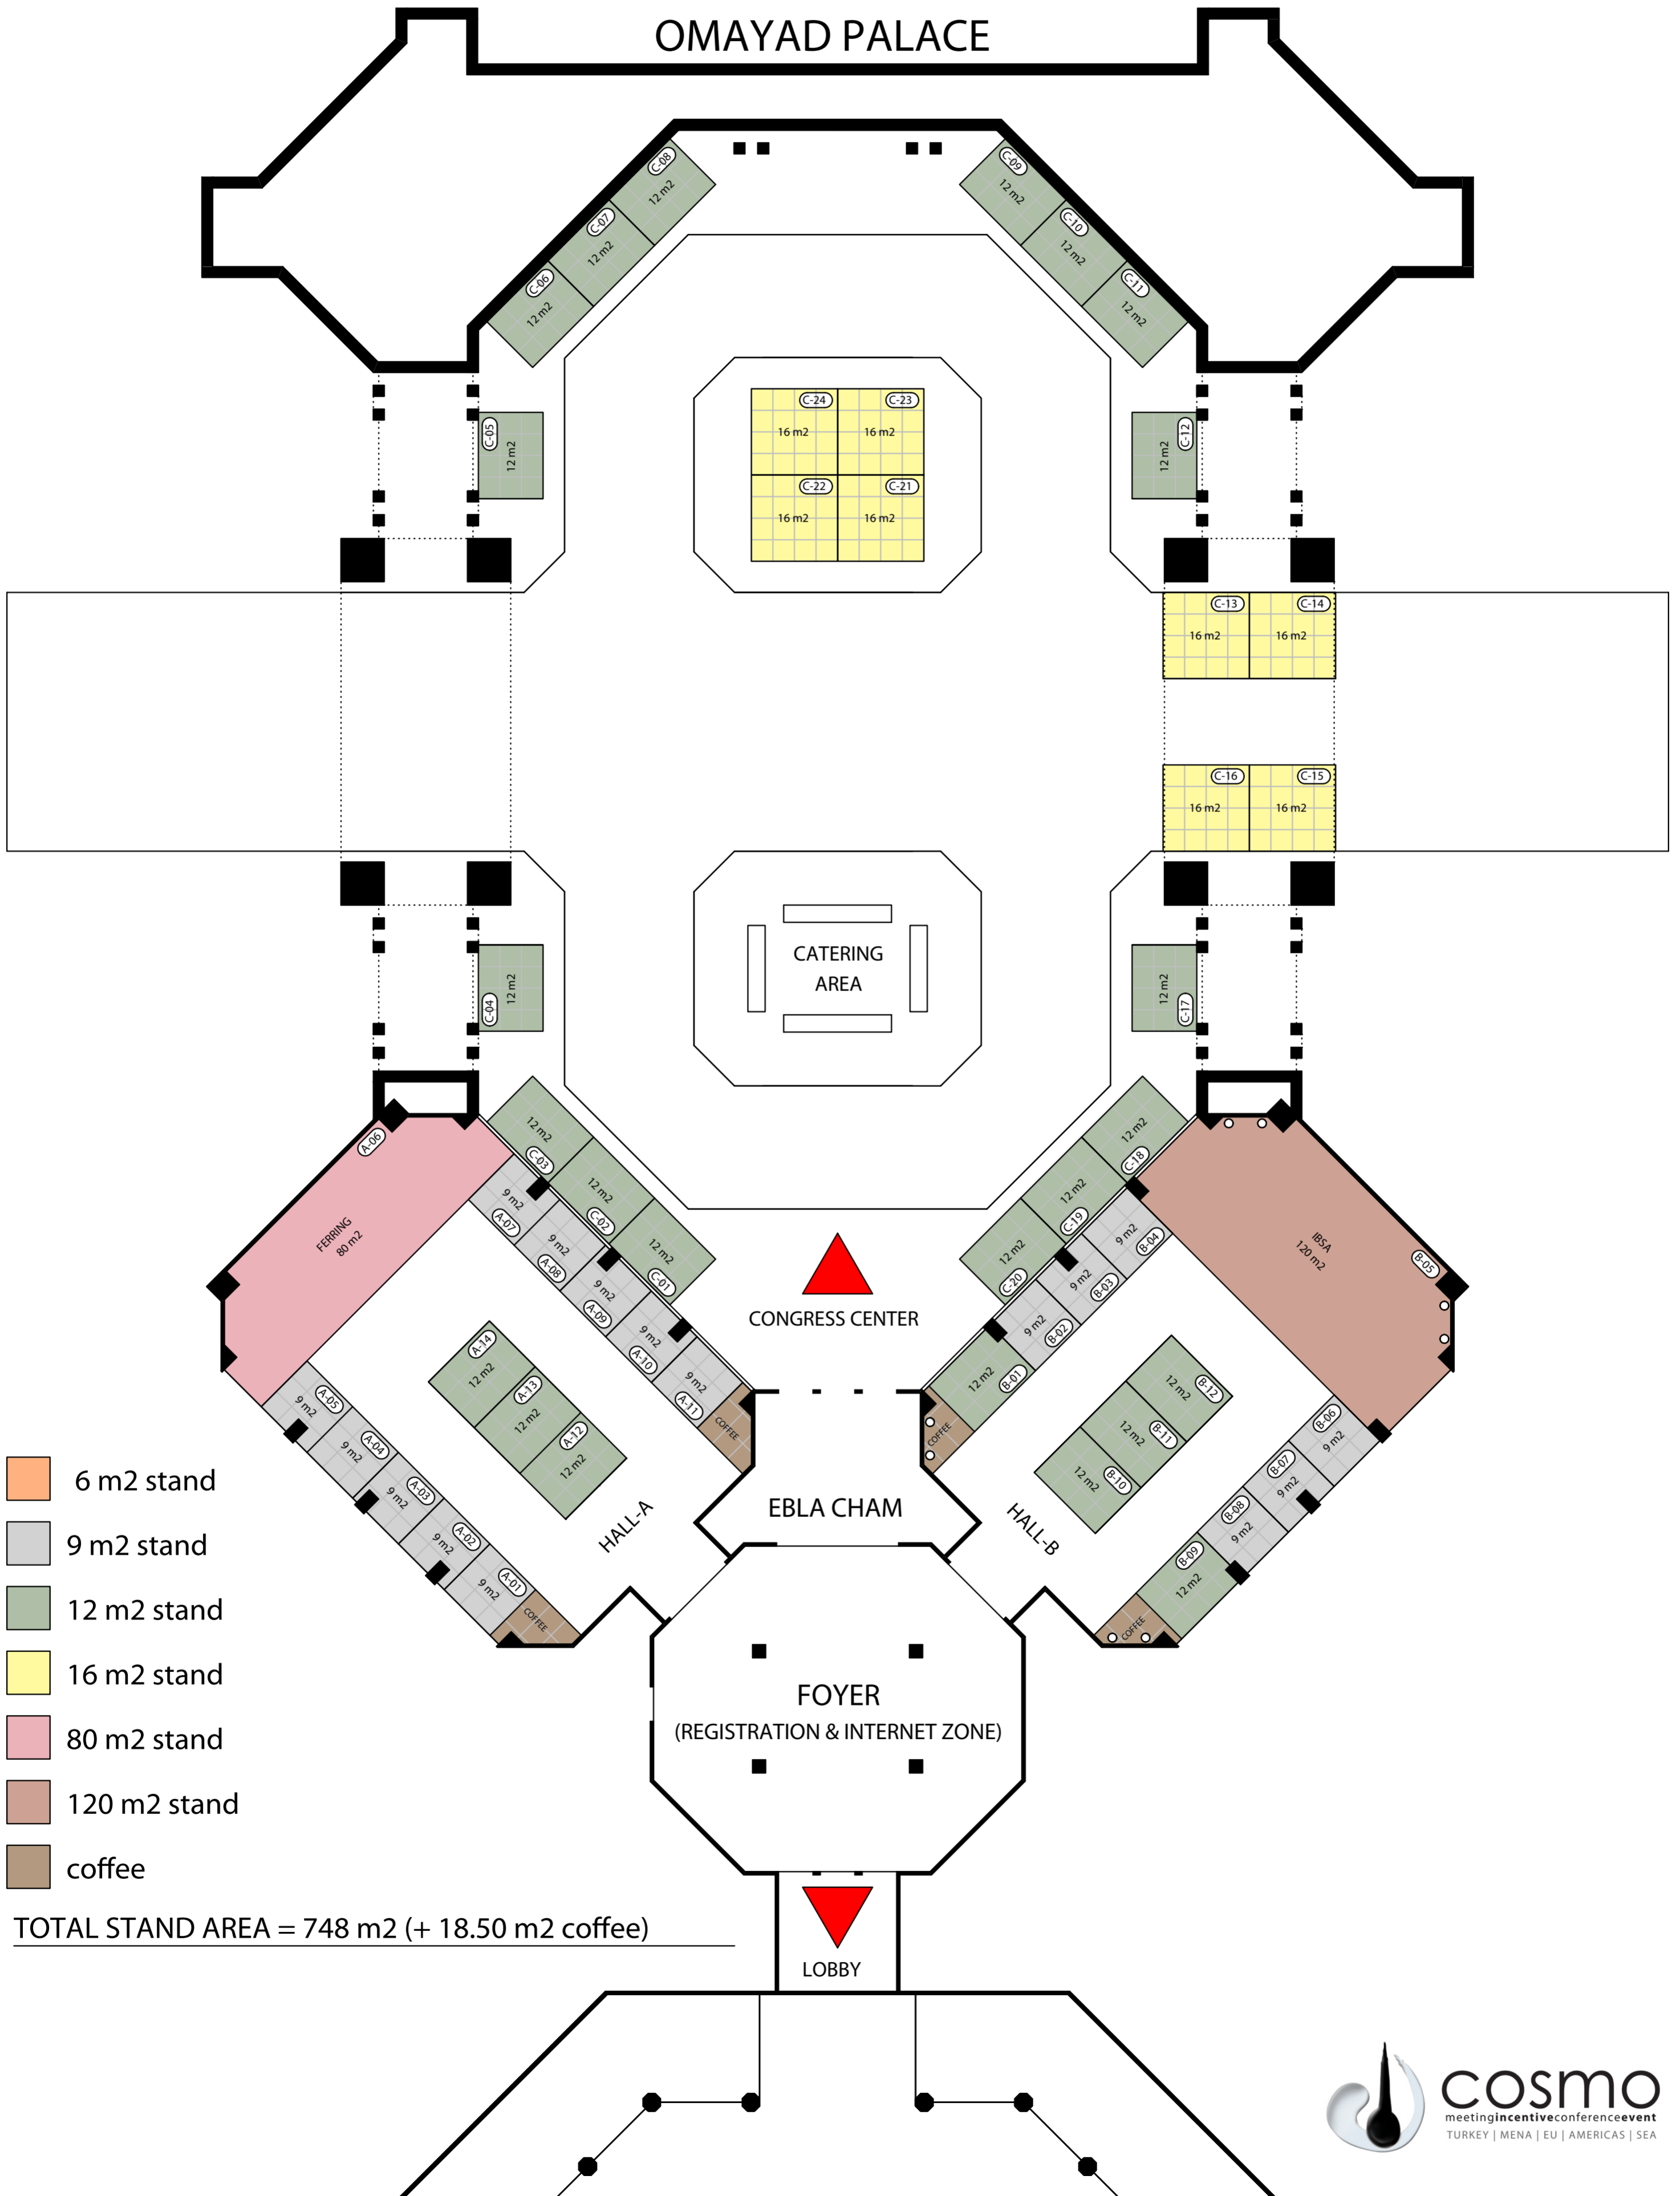 OMAYAD PALACE
C-08
12 m2
C-07
12 m2
C-06
12 m2
C-09
12 m2
C-10
12 m2
C-11
12 m2
C-05
12 m2
C-24
16 m2
C-23
16 m2
C-22
16 m2
C-21
16 m2
C-12
12 m2
C-13
16 m2
C-14
16 m2
C-16
16 m2
C-15
16 m2
C-04
12 m2
CATERING
AREA
C-17
12 m2
12 m2
C-03
12 m2
C-02
12 m2
C-01
12 m2
C-18
12 m2
C-19
12 m2
C-20
CONGRESS CENTER
A-06
FERRING
80 m2
9 m2
A-07
9 m2
A-08
9 m2
A-09
9 m2
A-10
9 m2
A-11
COFFEE
A-14
12 m2
A-13
12 m2
A-12
12 m2
A-05
9 m2
A-04
9 m2
A-03
9 m2
A-02
9 m2
A-01
9 m2
COFFEE
HALL-A
EBLA CHAM
9 m2
B-04
9 m2
B-03
9 m2
B-02
12 m2
B-01
COFFEE
IBSA
120 m2
B-05
12 m2
B-12
12 m2
B-11
12 m2
B-10
B-06
9 m2
B-07
9 m2
B-08
9 m2
B-09
12 m2
COFFEE
HALL-B
FOYER
(REGISTRATION & INTERNET ZONE)
LOBBY
6 m2 stand
9 m2 stand
12 m2 stand
16 m2 stand
80 m2 stand
120 m2 stand
coffee
TOTAL STAND AREA = 748 m2 (+ 18.50 m2 coffee)
cosmo
meetingincentiveconferenceevent
TURKEY | MENA | EU | AMERICAS | SEA